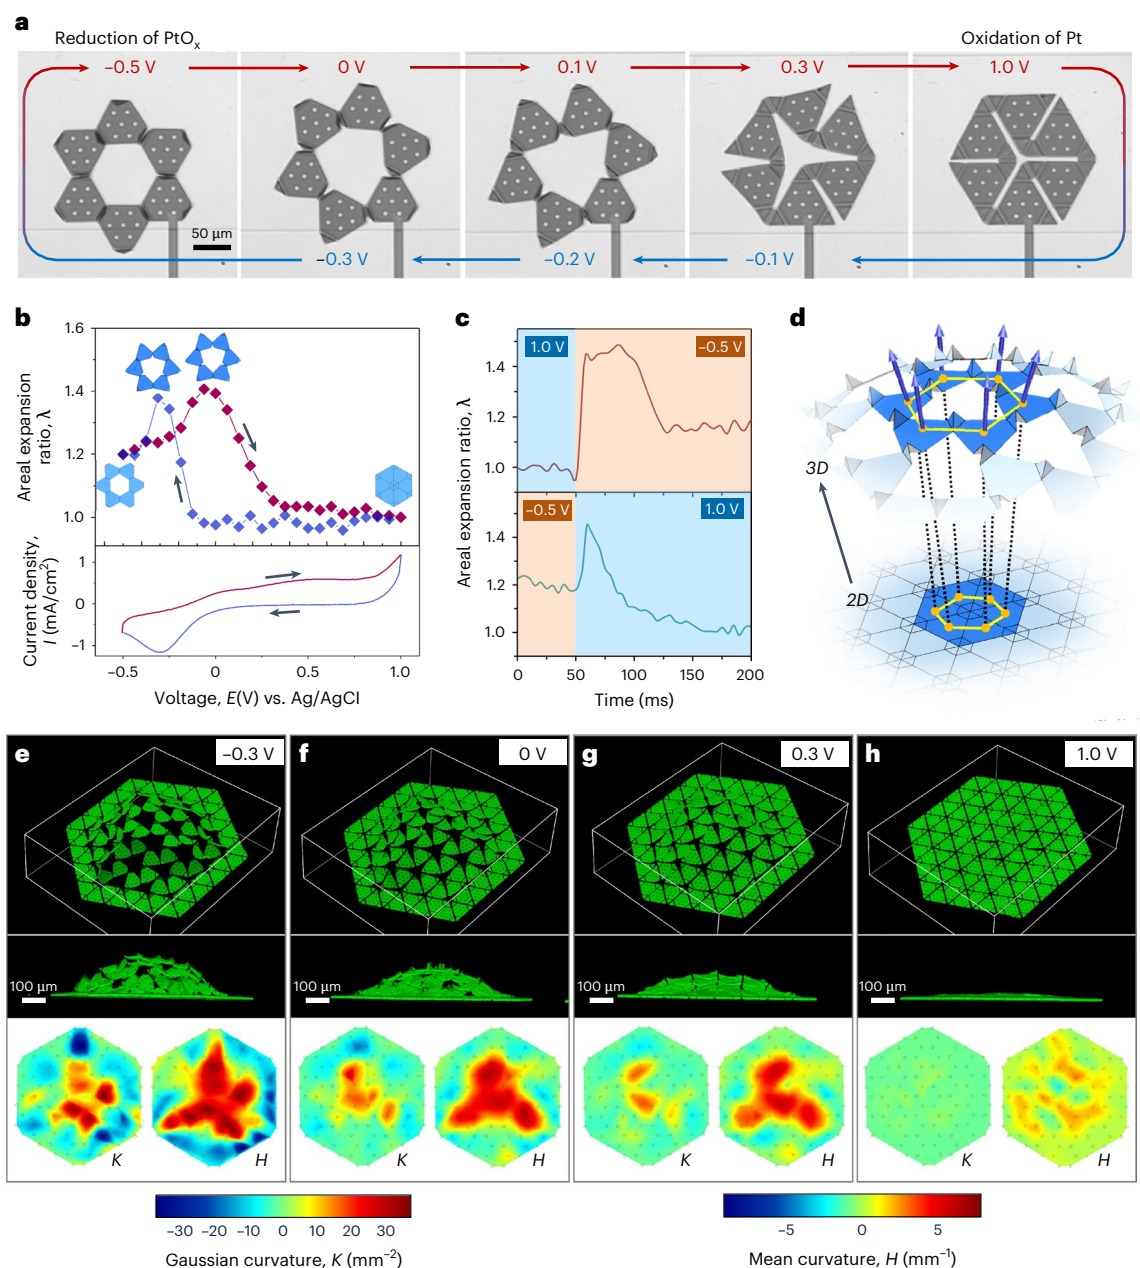 a
Reduction of PtOx
Oxidation of Pt
−0.5 V
0 V
0.1 V
0.3 V
1.0 V
50 µm
−0.3 V
−0.2 V
−0.1 V
b
1.6
1.4
1.2
1.0
Areal expansion
ratio, λ
1
0
−1
Current density,
I (mA/cm²)
−0.5
0
0.5
1.0
Voltage, E(V) vs. Ag/AgCl
c
1.0 V
−0.5 V
1.4
1.2
1.0
−0.5 V
1.0 V
1.4
1.2
1.0
Areal expansion ratio, λ
0
50
100
150
200
Time (ms)
d
3D
2D
e
−0.3 V
f
0 V
g
0.3 V
h
1.0 V
100 µm
100 µm
100 µm
100 µm
K
H
K
H
K
H
K
H
−30 −20 −10 0 10 20 30
Gaussian curvature, K (mm⁻²)
−5 0 5
Mean curvature, H (mm⁻¹)